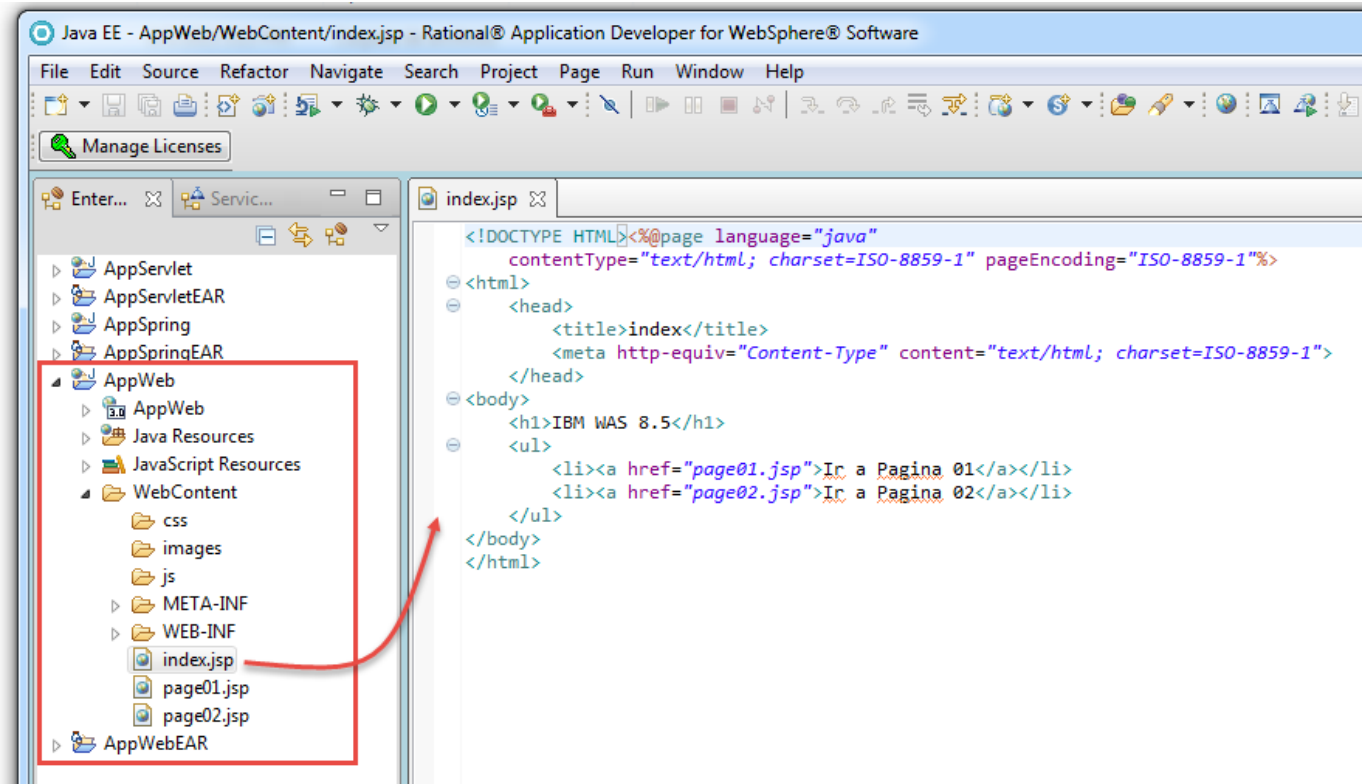 Java EE - AppWeb/WebContent/index.jsp - Rational® Application Developer for WebSphere® Software
File Edit Source Refactor Navigate Search Project Page Run Window Help
Manage Licenses
Enter... Servic...
AppServlet
AppServletEAR
AppSpring
AppSpringEAR
AppWeb
3.0 AppWeb
Java Resources
JavaScript Resources
WebContent
css
images
js
META-INF
WEB-INF
index.jsp
page01.jsp
page02.jsp
AppWebEAR
index.jsp
<!DOCTYPE HTML><%@page language="java"
    contentType="text/html; charset=ISO-8859-1" pageEncoding="ISO-8859-1"%>
<html>
    <head>
        <title>index</title>
        <meta http-equiv="Content-Type" content="text/html; charset=ISO-8859-1">
    </head>
<body>
    <h1>IBM WAS 8.5</h1>
    <ul>
        <li><a href="page01.jsp">Ir a Pagina 01</a></li>
        <li><a href="page02.jsp">Ir a Pagina 02</a></li>
    </ul>
</body>
</html>